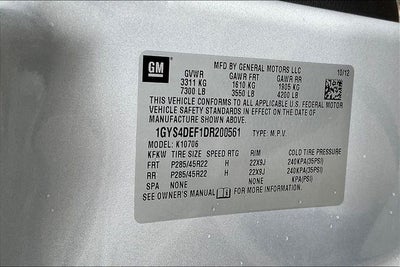 GM
MFD BY GENERAL MOTORS LLC 10/12
GVWR GAWR FRT GAWR RR
3311 KG 1610 KG 1905 KG
7300 LB 3550 LB 4200 LB
THIS VEHICLE CONFORMS TO ALL APPLICABLE U.S. FEDERAL MOTOR
VEHICLE SAFETY STANDARDS IN EFFECT ON THE DATE OF
MANUFACTURE SHOWN ABOVE.
1GYS4DEF1DR200561 TYPE: M.P.V.
MODEL: K10706
KFKW TIRE SIZE SPEED RTG RIM COLD TIRE PRESSURE
FRT P285/45R22 H 22X9J 240KPA(35PSI)
RR P285/45R22 H 22X9J 240KPA(35PSI)
SPA NONE NONE NONE
SEE OWNER'S MANUAL FOR MORE INFORMATION.